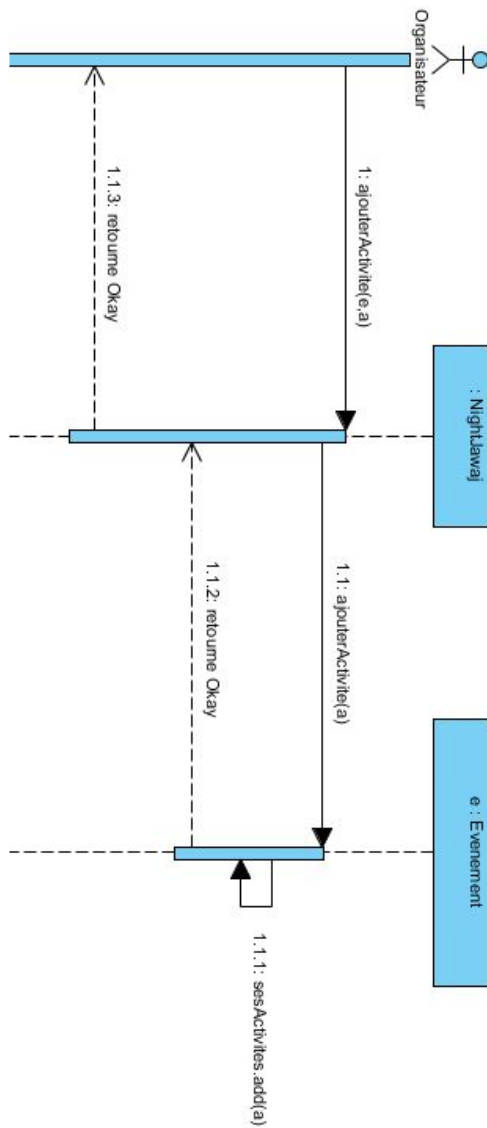 Organisateur
: NightJawaj
e : Evenement
1: ajouterActivite(e,a)
1.1: ajouterActivite(a)
1.1.1: sesActivites.add(a)
1.1.2: retourne Okay
1.1.3: retourne Okay